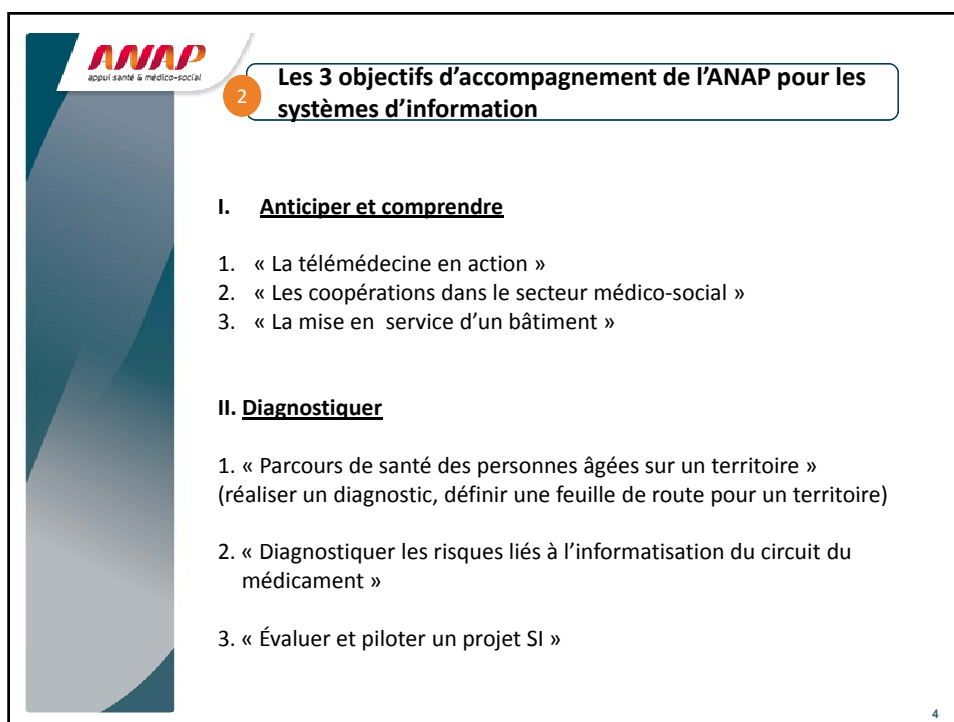 ANAP
appui santé & médico-social
2
Les 3 objectifs d’accompagnement de l’ANAP pour les
systèmes d’information
I. Anticiper et comprendre
1. « La télémédecine en action »
2. « Les coopérations dans le secteur médico-social »
3. « La mise en service d’un bâtiment »
II. Diagnostiquer
1. « Parcours de santé des personnes âgées sur un territoire »
(réaliser un diagnostic, définir une feuille de route pour un territoire)
2. « Diagnostiquer les risques liés à l’informatisation du circuit du
médicament »
3. « Évaluer et piloter un projet SI »
4